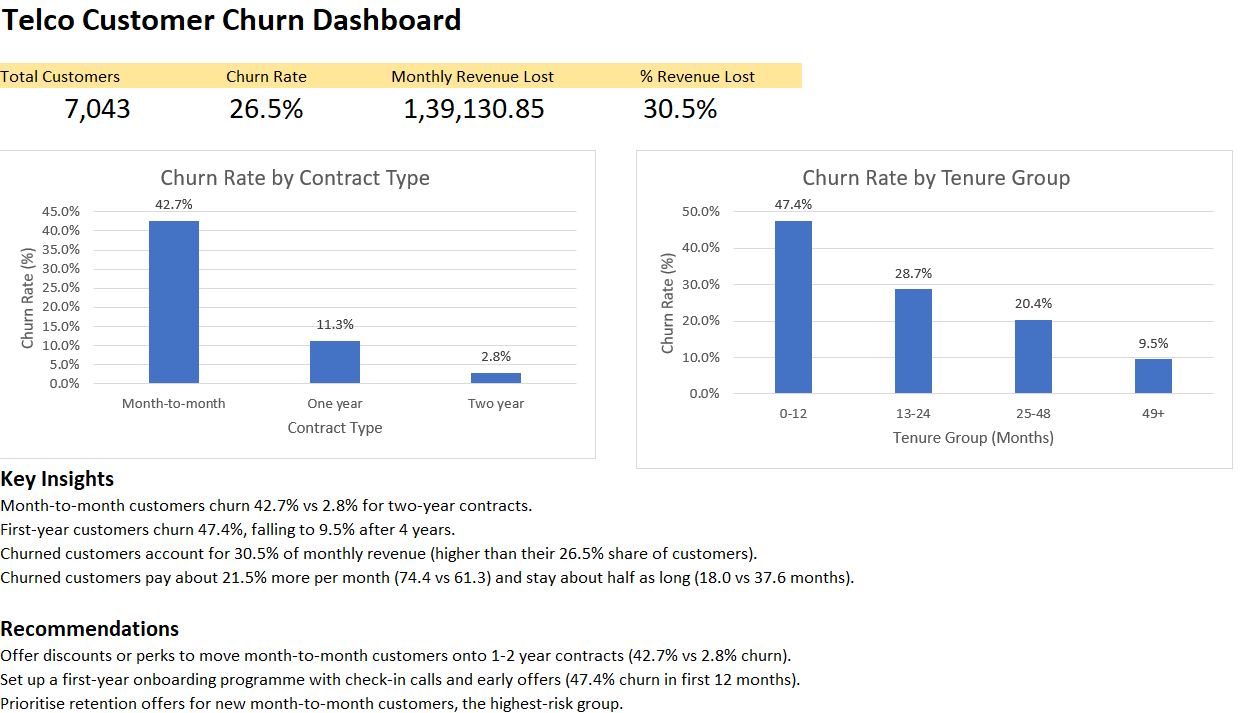 Telco Customer Churn Dashboard
Total Customers Churn Rate Monthly Revenue Lost % Revenue Lost
7,043 26.5% 1,39,130.85 30.5%
Churn Rate by Contract Type
42.7%
45.0%
40.0%
35.0%
30.0%
25.0%
20.0%
15.0%
10.0%
5.0%
0.0%
Churn Rate (%)
11.3%
2.8%
Month-to-month One year Two year
Contract Type
Churn Rate by Tenure Group
47.4%
50.0%
40.0%
30.0%
20.0%
10.0%
0.0%
Churn Rate (%)
28.7%
20.4%
9.5%
0-12 13-24 25-48 49+
Tenure Group (Months)
Key Insights
Month-to-month customers churn 42.7% vs 2.8% for two-year contracts.
First-year customers churn 47.4%, falling to 9.5% after 4 years.
Churned customers account for 30.5% of monthly revenue (higher than their 26.5% share of customers).
Churned customers pay about 21.5% more per month (74.4 vs 61.3) and stay about half as long (18.0 vs 37.6 months).
Recommendations
Offer discounts or perks to move month-to-month customers onto 1-2 year contracts (42.7% vs 2.8% churn).
Set up a first-year onboarding programme with check-in calls and early offers (47.4% churn in first 12 months).
Prioritise retention offers for new month-to-month customers, the highest-risk group.